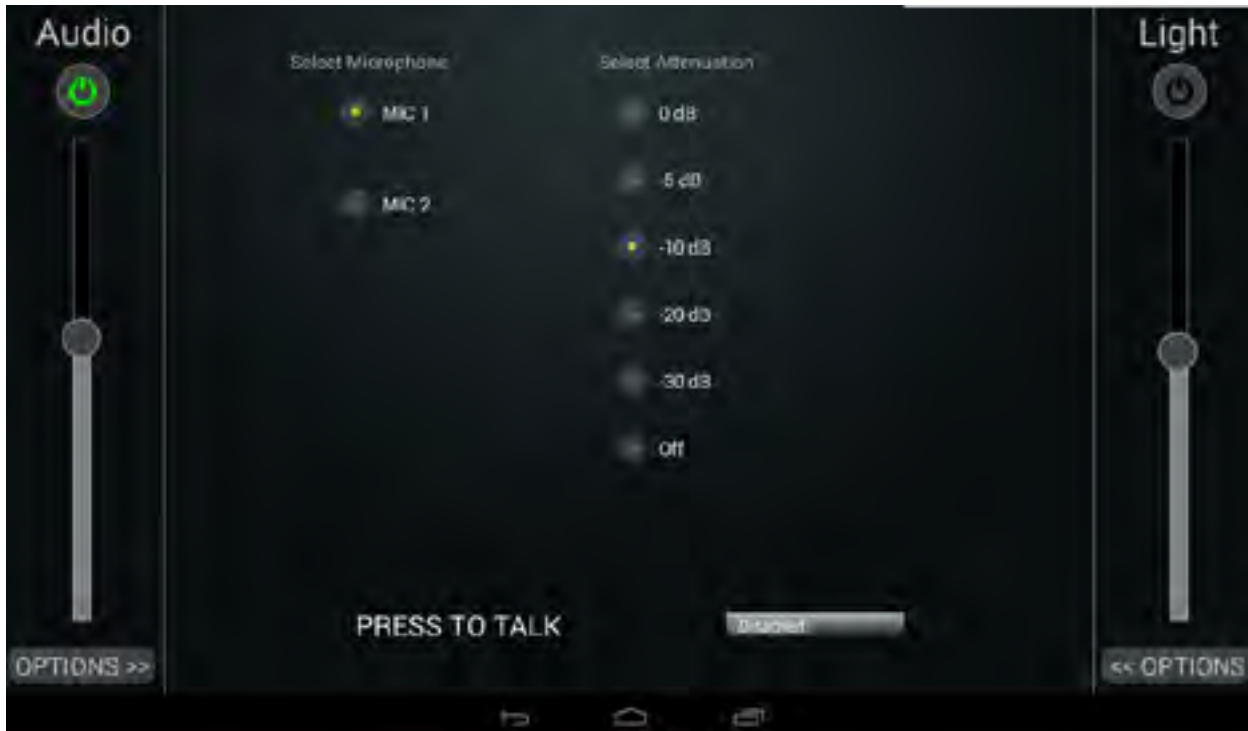 Audio
Select Microphone
MIC 1
MIC 2
OPTIONS >>
Select Attenuation
0 dB
-5 dB
-10 dB
-20 dB
-30 dB
Off
PRESS TO TALK
Disabled
Light
<< OPTIONS